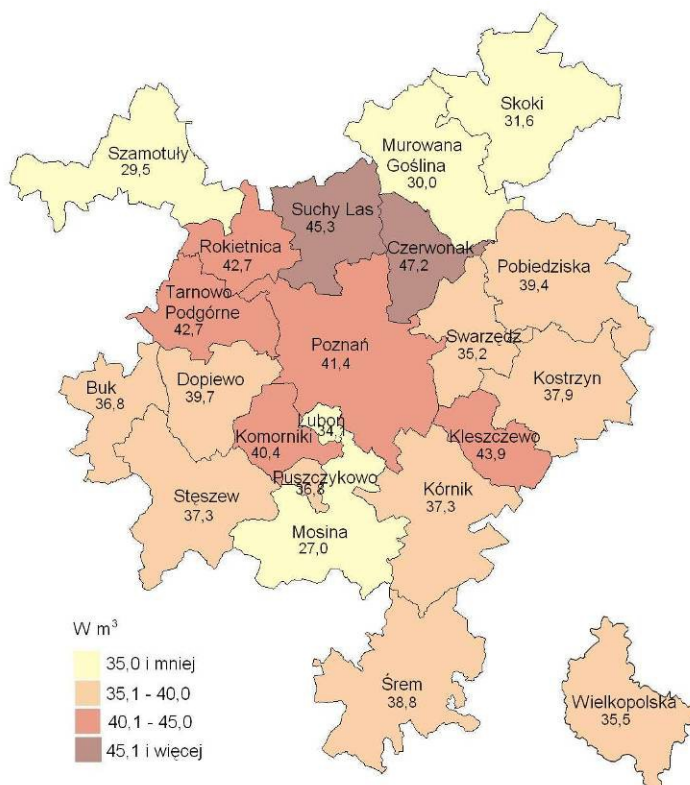 Skoki
31,6
Szamotuły
29,5
Murowana
Goślina
30,0
Suchy Las
45,3
Rokietnica
42,7
Czerwonak
47,2
Pobiedziska
39,4
Tarnowo
Podgórne
42,7
Swarzędz
35,2
Poznań
41,4
Buk
36,8
Dopiewo
39,7
Kostrzyn
37,9
Luboń
Komorniki
40,4
Kleszczewo
43,9
Puszczykowo
36,8
Stęszew
37,3
Kórnik
37,3
Mosina
27,0
W m³
35,0 i mniej
35,1 - 40,0
40,1 - 45,0
45,1 i więcej
Śrem
38,8
Wielkopolska
35,5